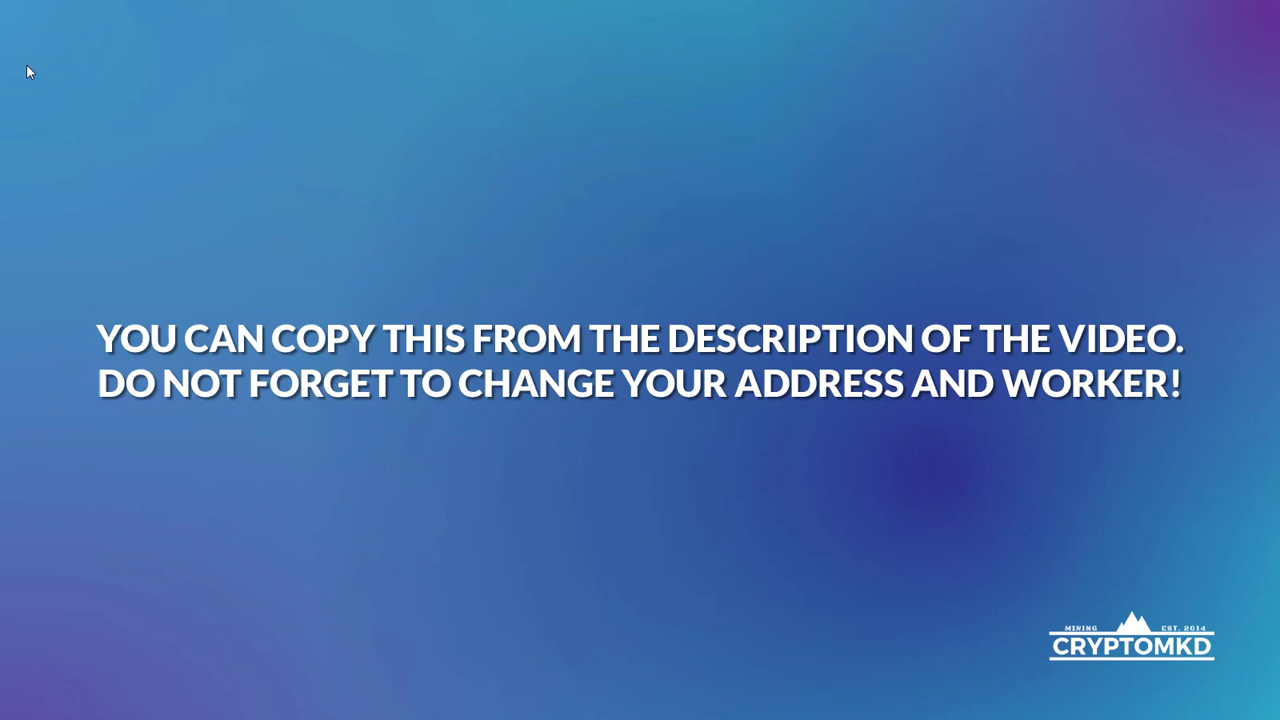 YOU CAN COPY THIS FROM THE DESCRIPTION OF THE VIDEO.
DO NOT FORGET TO CHANGE YOUR ADDRESS AND WORKER!
MINING EST. 2014
CRYPTOMKD